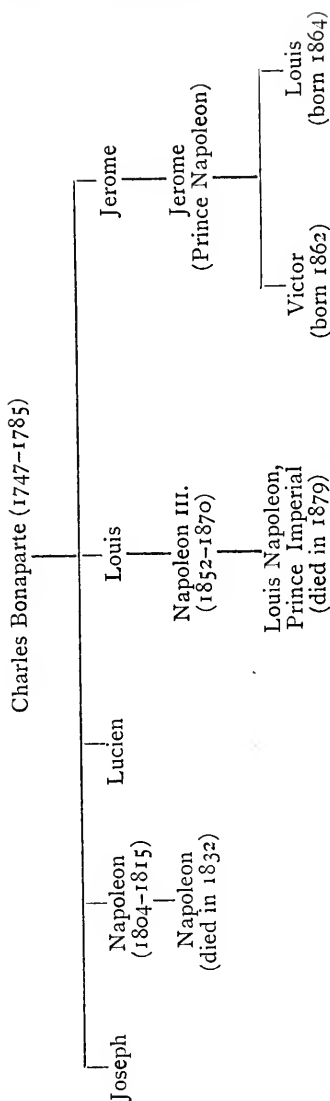 Charles Bonaparte (1747–1785)
Joseph
Napoleon
(1804–1815)
Lucien
Louis
Jerome
Napoleon
(died in 1832)
Napoleon III.
(1852–1870)
Jerome
(Prince Napoleon)
Louis Napoleon,
Prince Imperial
(died in 1879)
Victor
(born 1862)
Louis
(born 1864)